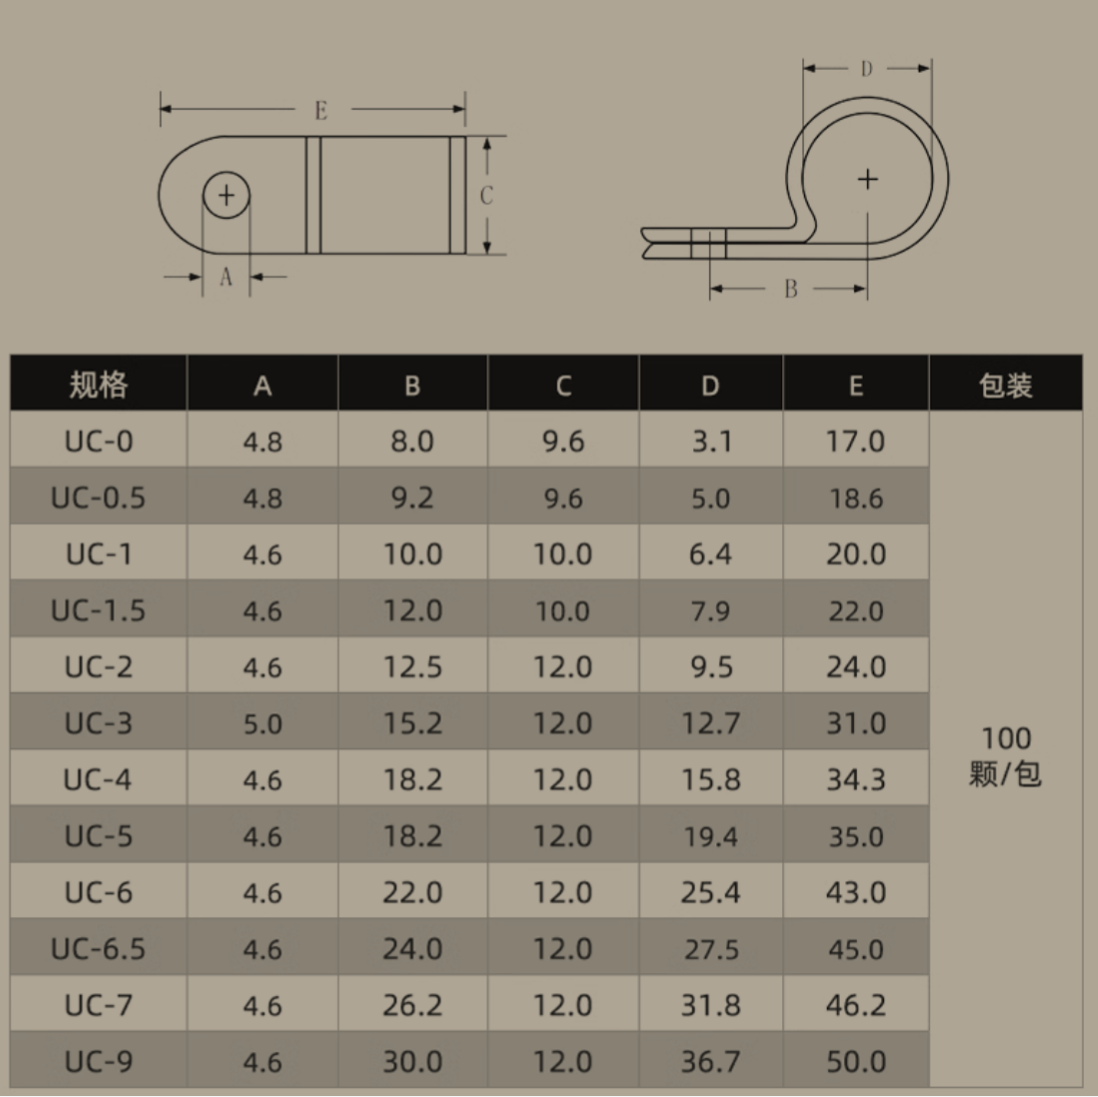 E
D
C
A
B
规格 A B C D E 包装
UC-0 4.8 8.0 9.6 3.1 17.0
UC-0.5 4.8 9.2 9.6 5.0 18.6
UC-1 4.6 10.0 10.0 6.4 20.0
UC-1.5 4.6 12.0 10.0 7.9 22.0
UC-2 4.6 12.5 12.0 9.5 24.0
UC-3 5.0 15.2 12.0 12.7 31.0
UC-4 4.6 18.2 12.0 15.8 34.3
UC-5 4.6 18.2 12.0 19.4 35.0
UC-6 4.6 22.0 12.0 25.4 43.0
UC-6.5 4.6 24.0 12.0 27.5 45.0
UC-7 4.6 26.2 12.0 31.8 46.2
UC-9 4.6 30.0 12.0 36.7 50.0
100
颗/包